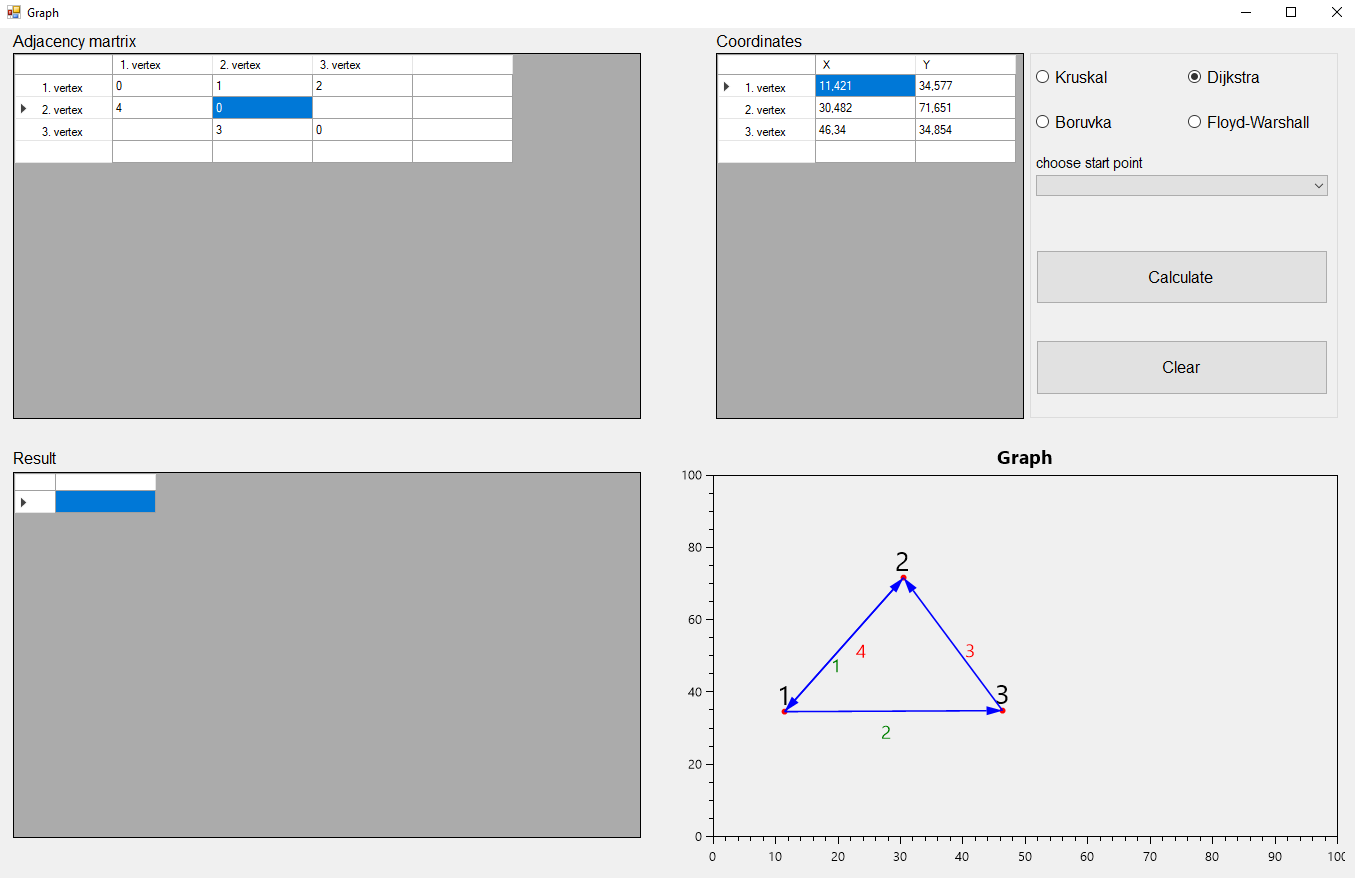 Graph
Adjacency martrix
1. vertex 2. vertex 3. vertex
1. vertex 0 1 2
2. vertex 4 0
3. vertex 3 0
Coordinates
X Y
1. vertex 11,421 34,577
2. vertex 30,482 71,651
3. vertex 46,34 34,854
Kruskal Dijkstra
Boruvka Floyd-Warshall
choose start point
Calculate
Clear
Result
Graph
100
80
60
40
20
0
2
4
3
1
1
3
2
0 10 20 30 40 50 60 70 80 90 100